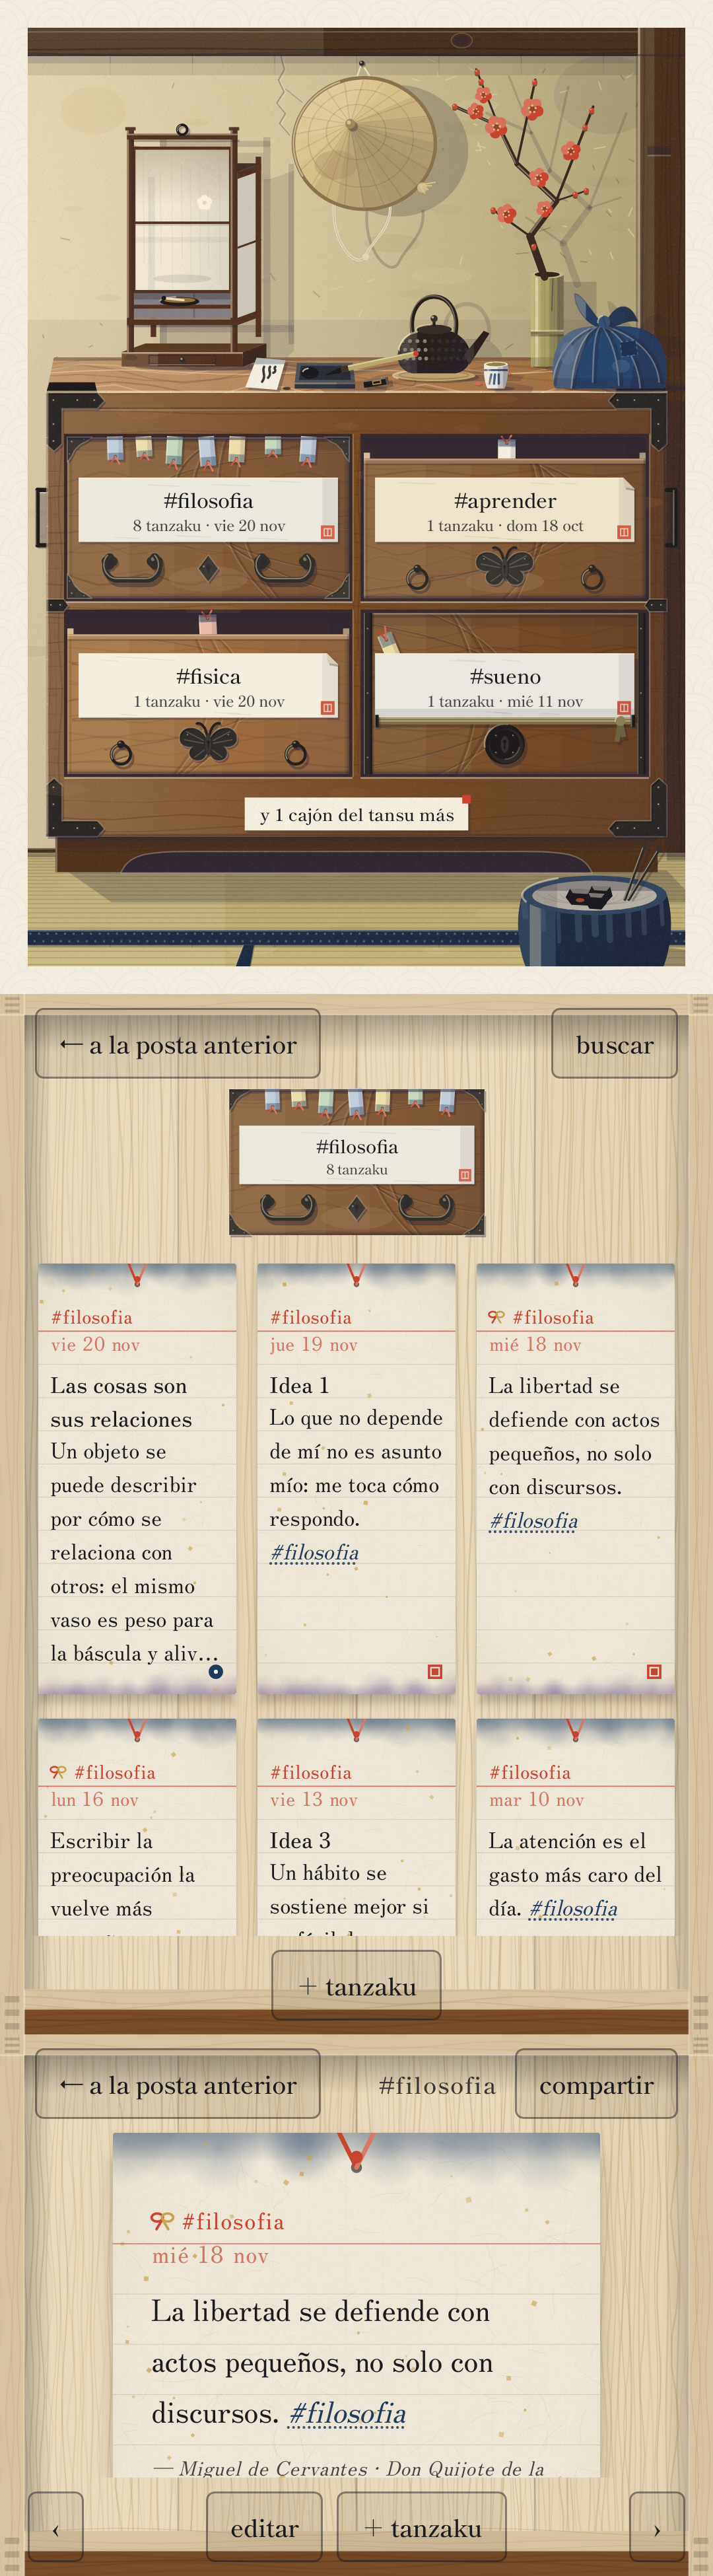 #filosofia
8 tanzaku · vie 20 nov
#aprender
1 tanzaku · dom 18 oct
#fisica
1 tanzaku · vie 20 nov
#sueno
1 tanzaku · mié 11 nov
y 1 cajón del tansu más
← a la posta anterior
buscar
#filosofia
8 tanzaku
#filosofia
vie 20 nov
Las cosas son
sus relaciones
Un objeto se
puede describir
por cómo se
relaciona con
otros: el mismo
vaso es peso para
la báscula y aliv...
#filosofia
jue 19 nov
Idea 1
Lo que no depende
de mí no es asunto
mío: me toca cómo
respondo.
#filosofia
#filosofia
mié 18 nov
La libertad se
defiende con actos
pequeños, no solo
con discursos.
#filosofia
#filosofia
lun 16 nov
Escribir la
preocupación la
vuelve más
#filosofia
vie 13 nov
Idea 3
Un hábito se
sostiene mejor si
#filosofia
mar 10 nov
La atención es el
gasto más caro del
día. #filosofia
+ tanzaku
← a la posta anterior
#filosofia
compartir
#filosofia
mié 18 nov
La libertad se defiende con
actos pequeños, no solo con
discursos. #filosofia
— Miguel de Cervantes · Don Quijote de la
‹
editar
+ tanzaku
›